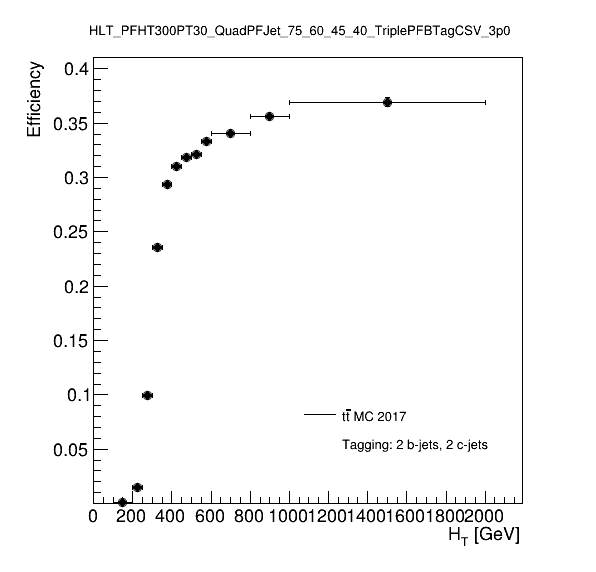 HLT_PFHT300PT30_QuadPFJet_75_60_45_40_TriplePFBTagCSV_3p0
Efficiency
0.4
0.35
0.3
0.25
0.2
0.15
0.1
0.05
tt̄ MC 2017
Tagging: 2 b-jets, 2 c-jets
0 200 400 600 800 1000 1200 1400 1600 1800 2000
H_T [GeV]